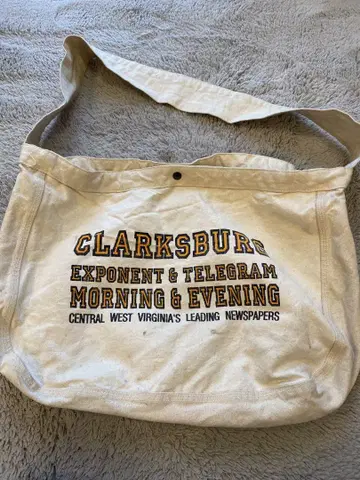 CLARKSBURG
EXPONENT & TELEGRAM
MORNING & EVENING
CENTRAL WEST VIRGINIA'S LEADING NEWSPAPERS